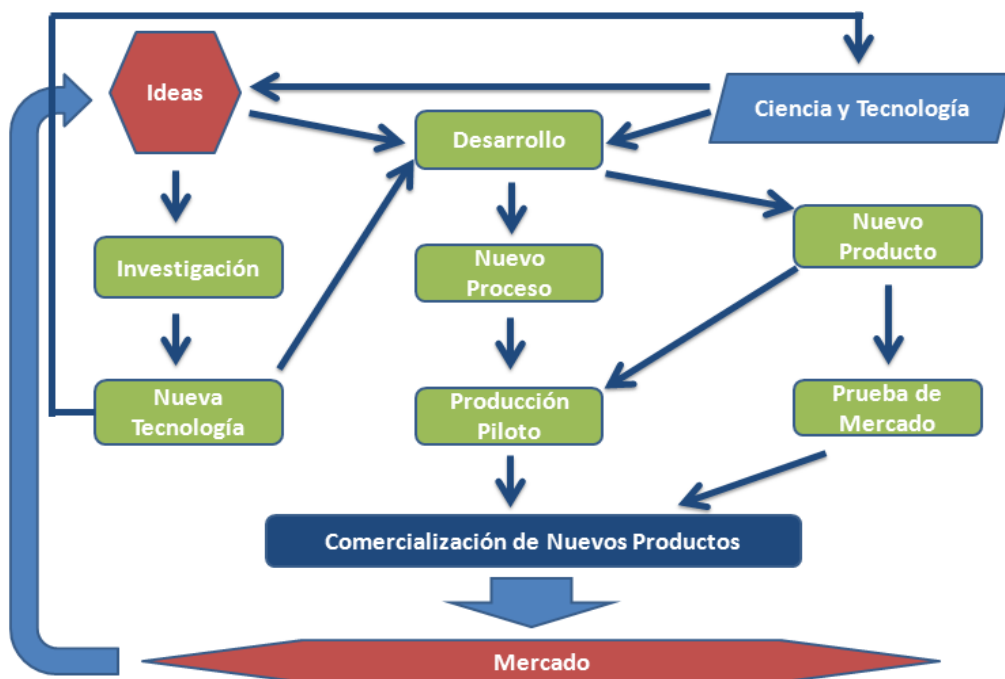 Ideas
Ciencia y Tecnología
Desarrollo
Investigación
Nuevo
Proceso
Nuevo
Producto
Nueva
Tecnología
Producción
Piloto
Prueba de
Mercado
Comercialización de Nuevos Productos
Mercado